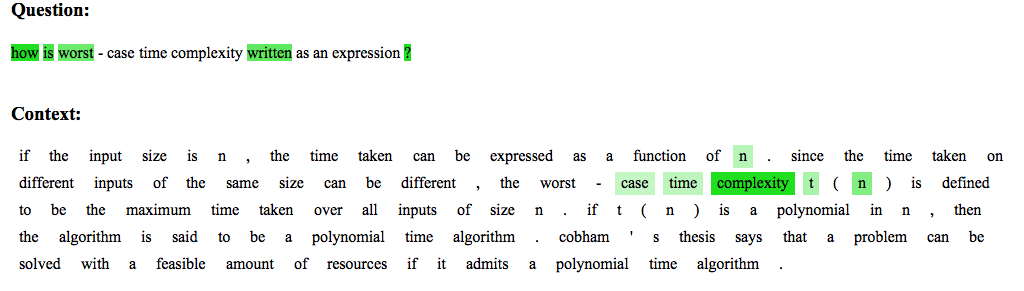 Question:
how is worst - case time complexity written as an expression ?
Context:
if the input size is n , the time taken can be expressed as a function of n . since the time taken on
different inputs of the same size can be different , the worst - case time complexity t ( n ) is defined
to be the maximum time taken over all inputs of size n . if t ( n ) is a polynomial in n , then
the algorithm is said to be a polynomial time algorithm . cobham ' s thesis says that a problem can be
solved with a feasible amount of resources if it admits a polynomial time algorithm .